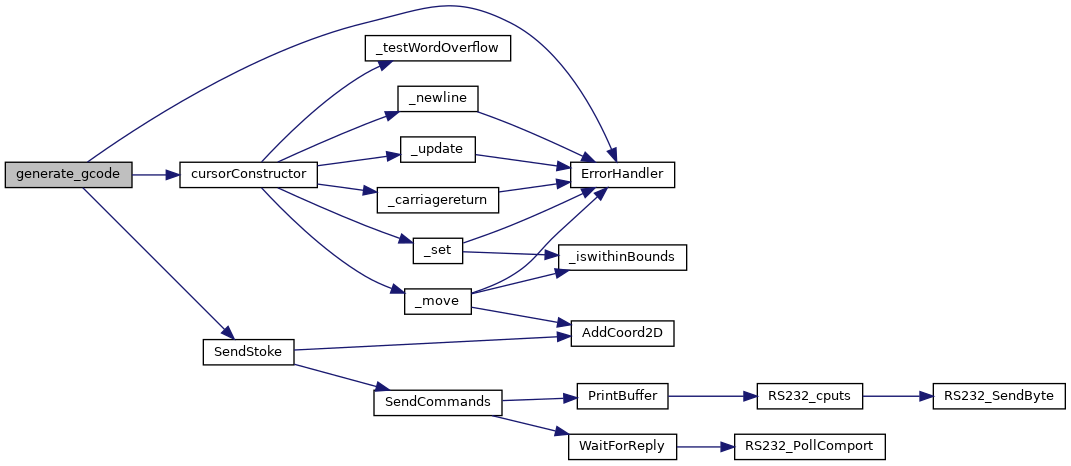 _testWordOverflow
_newline
_update
generate_gcode
cursorConstructor
ErrorHandler
_carriagereturn
_set
_iswithinBounds
_move
AddCoord2D
SendStoke
SendCommands
PrintBuffer
RS232_cputs
RS232_SendByte
WaitForReply
RS232_PollComport